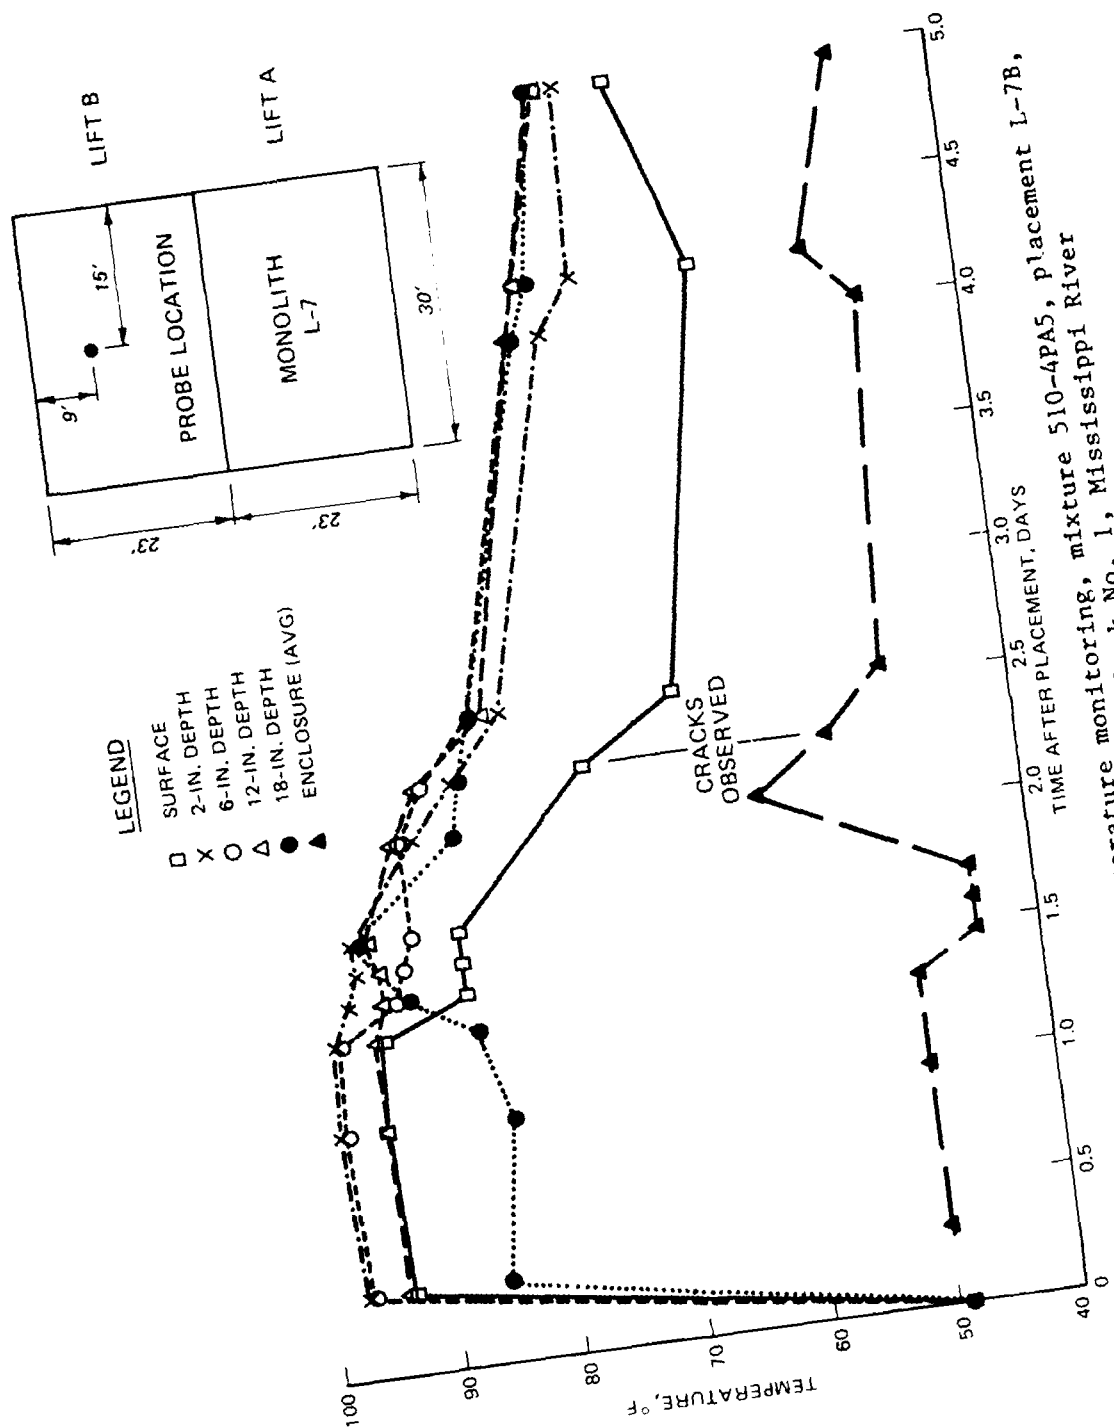 LIFT B
LIFT A
9'
15'
PROBE LOCATION
MONOLITH
L-7
23'
23'
30'
LEGEND
SURFACE
2-IN. DEPTH
6-IN. DEPTH
12-IN. DEPTH
18-IN. DEPTH
ENCLOSURE (AVG)
CRACKS
OBSERVED
TEMPERATURE, °F
100
90
80
70
60
50
40
0
0.5
1.0
1.5
2.0
2.5
3.0
3.5
4.0
4.5
5.0
TIME AFTER PLACEMENT, DAYS
erature monitoring, mixture 510-4PA5, placement L-7B,
k No. 1, Mississippi River